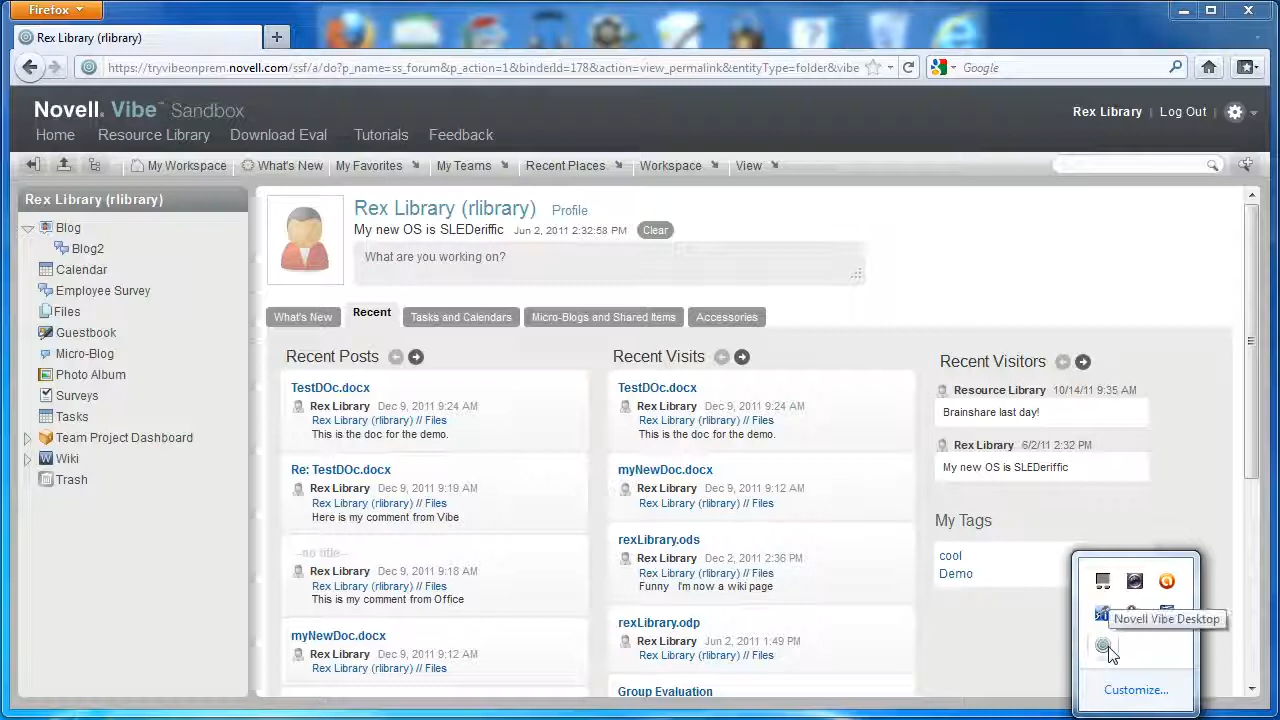 Firefox
Rex Library (rlibrary)
https://tryvibeonprem.novell.com/ssf/a/do?p_name=ss_forum&p_action=1&binderId=178&action=view_permalink&entityType=folder&vibe
Google
Novell Vibe™ Sandbox
Rex Library | Log Out
Home Resource Library Download Eval Tutorials Feedback
My Workspace What's New My Favorites My Teams Recent Places Workspace View
Rex Library (rlibrary)
Blog
Blog2
Calendar
Employee Survey
Files
Guestbook
Micro-Blog
Photo Album
Surveys
Tasks
Team Project Dashboard
Wiki
Trash
Rex Library (rlibrary) Profile
My new OS is SLEDeriffic Jun 2, 2011 2:32:58 PM Clear
What are you working on?
What's New Recent Tasks and Calendars Micro-Blogs and Shared Items Accessories
Recent Posts
TestDOc.docx
Rex Library Dec 9, 2011 9:24 AM
Rex Library (rlibrary) // Files
This is the doc for the demo.
Re: TestDOc.docx
Rex Library Dec 9, 2011 9:19 AM
Rex Library (rlibrary) // Files
Here is my comment from Vibe
--no title--
Rex Library Dec 9, 2011 9:18 AM
Rex Library (rlibrary) // Files
This is my comment from Office
myNewDoc.docx
Rex Library Dec 9, 2011 9:12 AM
Rex Library (rlibrary) // Files
Recent Visits
TestDOc.docx
Rex Library Dec 9, 2011 9:24 AM
Rex Library (rlibrary) // Files
This is the doc for the demo.
myNewDoc.docx
Rex Library Dec 9, 2011 9:12 AM
Rex Library (rlibrary) // Files
rexLibrary.ods
Rex Library Dec 2, 2011 2:36 PM
Rex Library (rlibrary) // Files
Funny I'm now a wiki page
rexLibrary.odp
Rex Library Jun 2, 2011 1:49 PM
Rex Library (rlibrary) // Files
Group Evaluation
Recent Visitors
Resource Library 10/14/11 9:35 AM
Brainshare last day!
Rex Library 6/2/11 2:32 PM
My new OS is SLEDeriffic
My Tags
cool
Demo
Novell Vibe Desktop
Customize...